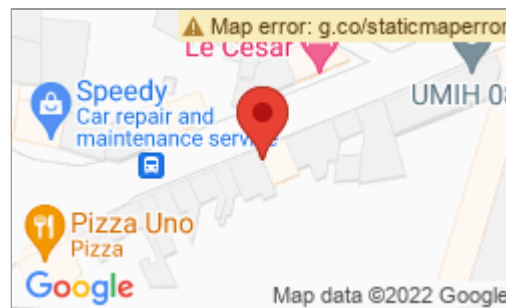 Map error: g.co/staticmaperror
Le Cesar
UMIH 08
Speedy
Car repair and
maintenance service
Pizza Uno
Pizza
Google
Map data ©2022 Google